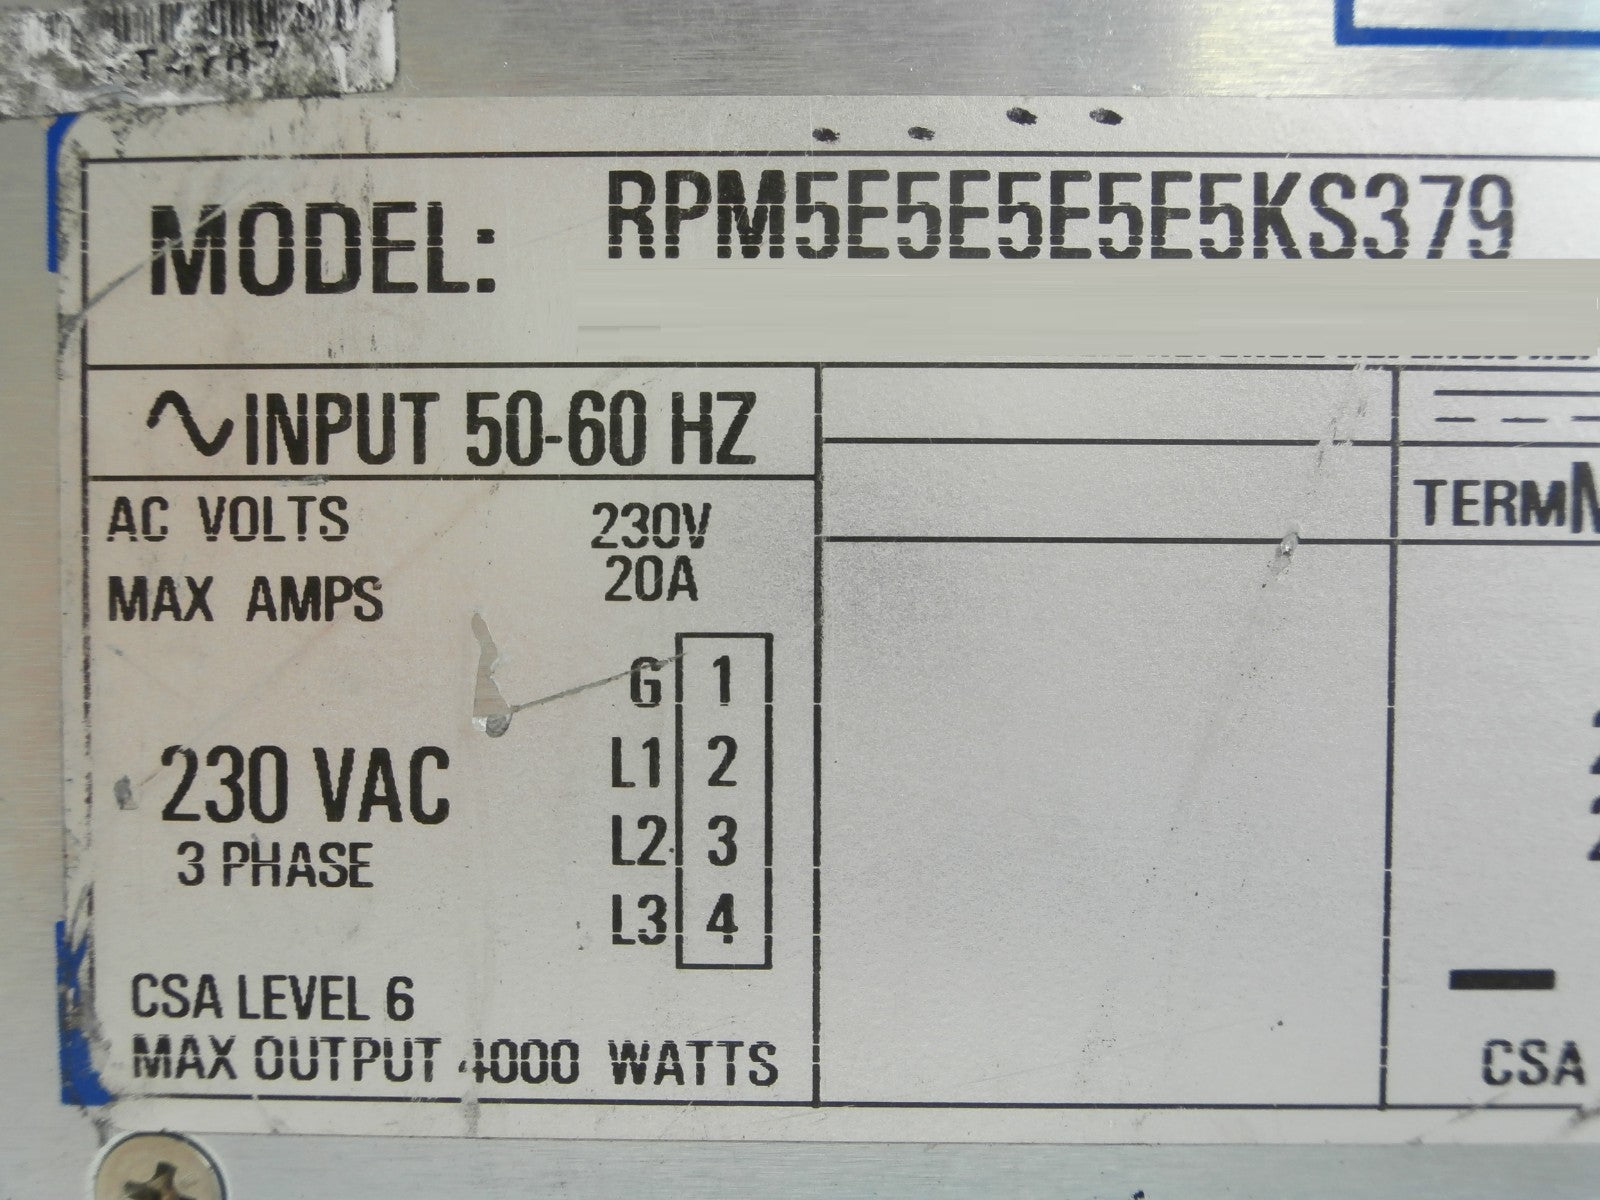 MODEL: RPM5E5E5E5E5KS379
INPUT 50-60 HZ
AC VOLTS 230V
MAX AMPS 20A
TERM
G 1
L1 2
230 VAC
L2 3
3 PHASE
L3 4
CSA LEVEL 6
MAX OUTPUT 4000 WATTS
CSA